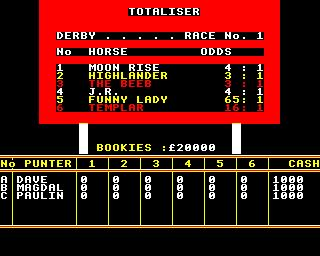 TOTALISER
DERBY . . . . . RACE No. 1
No HORSE ODDS
1 MOON RISE 4 : 1
2 HIGHLANDER 3 : 1
3 THE BEEB 3 : 1
4 J.R. 4 : 1
5 FUNNY LADY 65: 1
6 TEMPLAR 16: 1
BOOKIES :£20000
No PUNTER 1 2 3 4 5 6 CASH
A DAVE 0 0 0 0 0 0 1000
B MAGDAL 0 0 0 0 0 0 1000
C PAULIN 0 0 0 0 0 0 1000